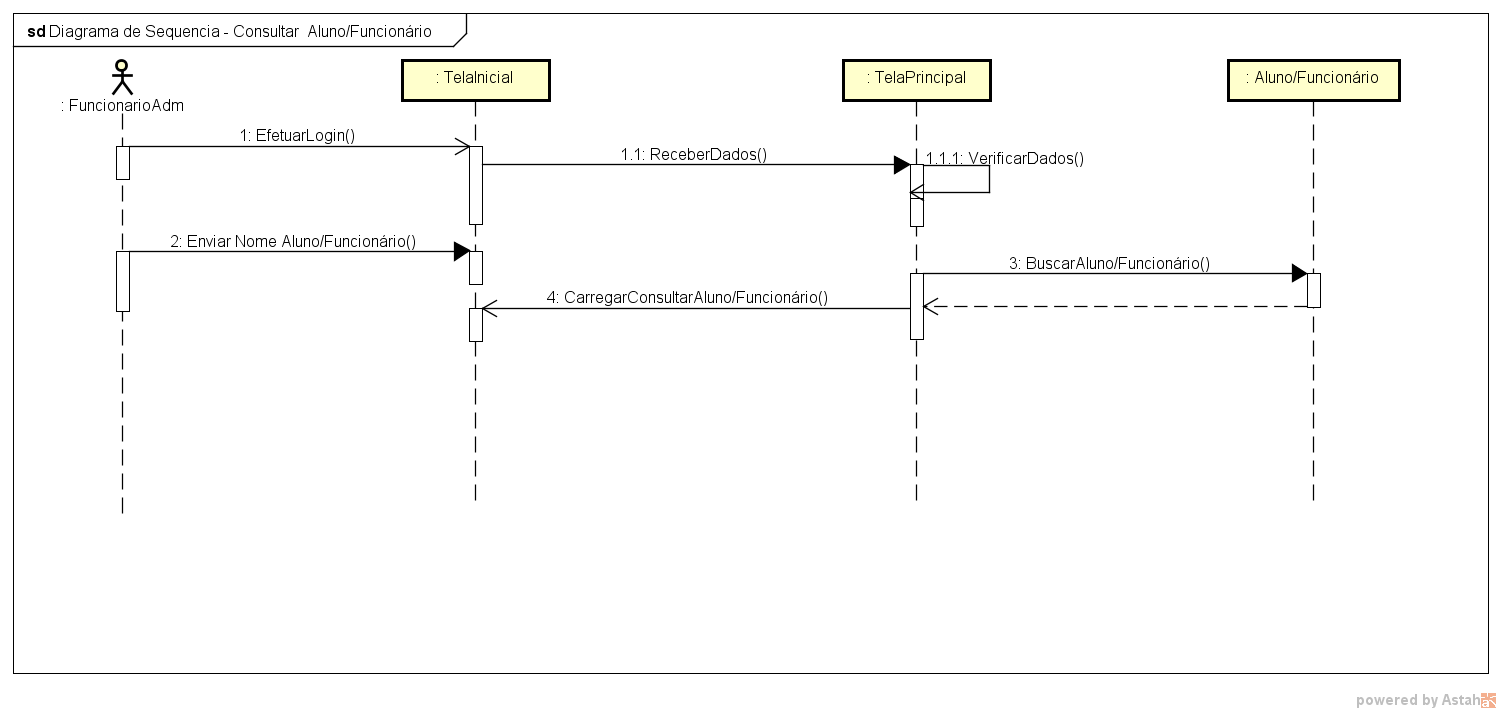 sd Diagrama de Sequencia - Consultar Aluno/Funcionário
: FuncionarioAdm
: TelaInicial
: TelaPrincipal
: Aluno/Funcionário
1: EfetuarLogin()
1.1: ReceberDados()
1.1.1: VerificarDados()
2: Enviar Nome Aluno/Funcionário()
3: BuscarAluno/Funcionário()
4: CarregarConsultarAluno/Funcionário()
powered by Astah